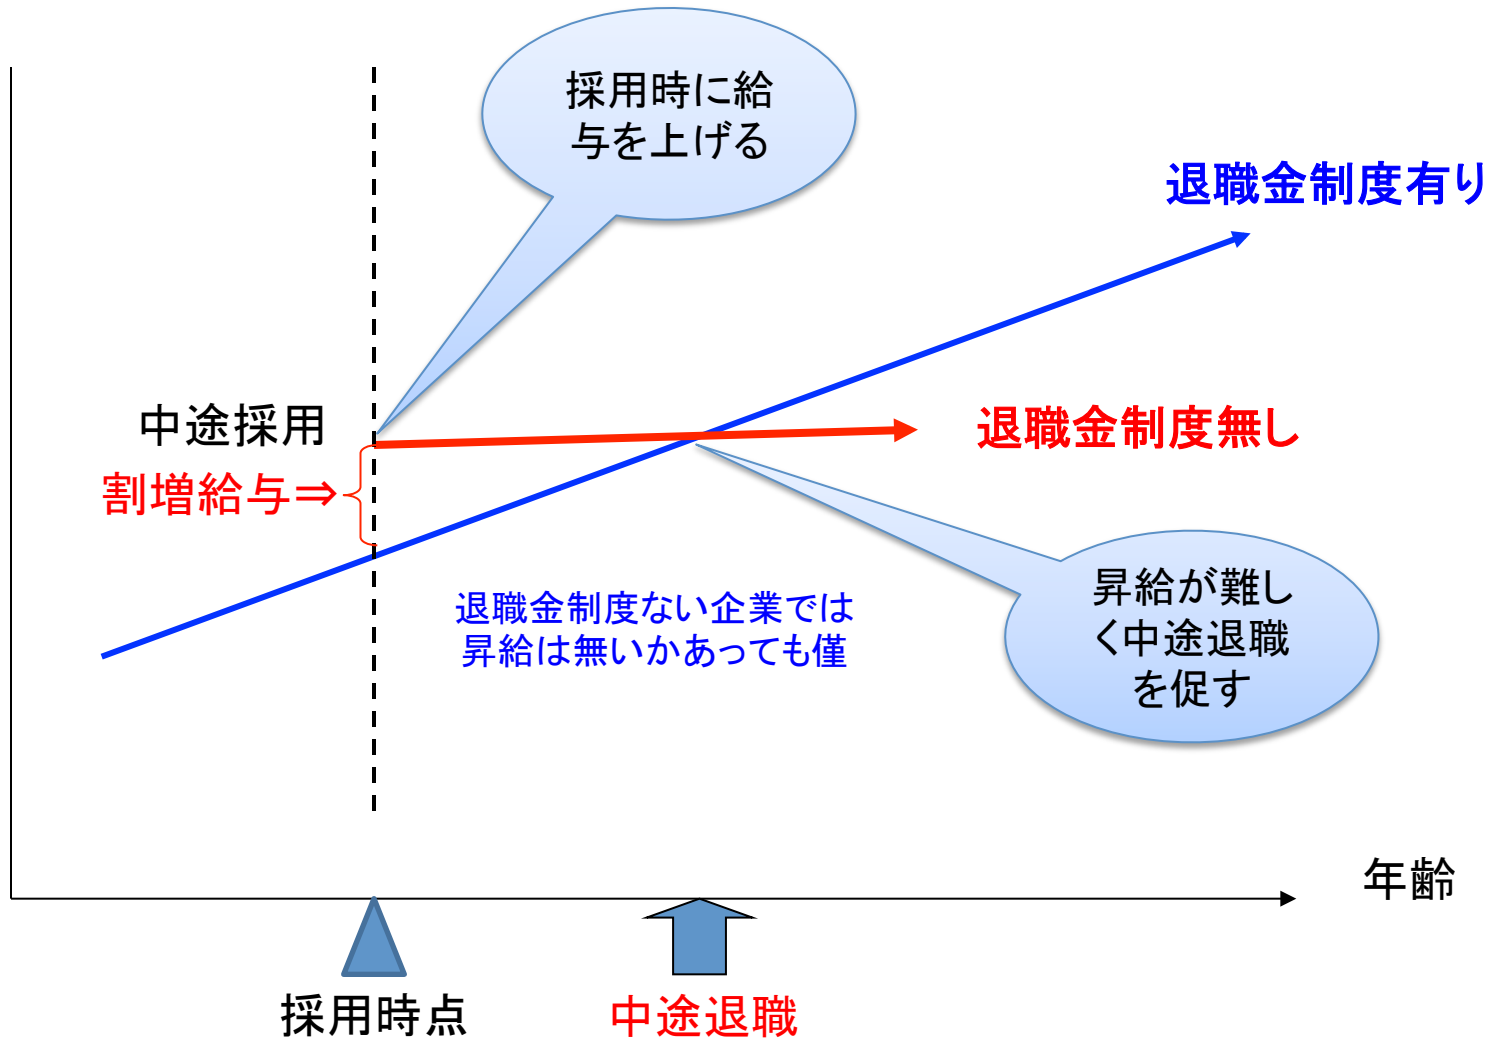 採用時に給
与を上げる
退職金制度有り
中途採用
退職金制度無し
割増給与⇒
昇給が難し
く中途退職
を促す
退職金制度ない企業では
昇給は無いかあっても僅
年齢
採用時点
中途退職